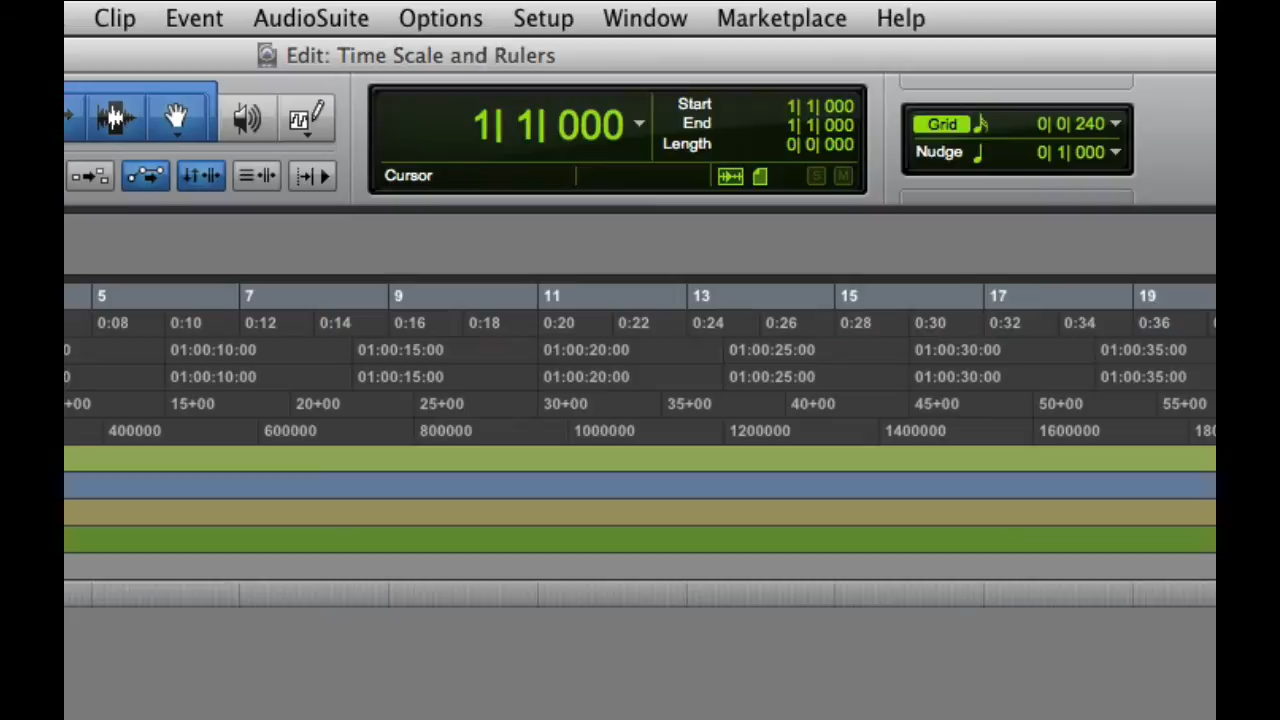 Clip Event AudioSuite Options Setup Window Marketplace Help
Edit: Time Scale and Rulers
1| 1| 000
Start 1| 1| 000
End 1| 1| 000
Length 0| 0| 000
Cursor
S M
Grid 0| 0| 240
Nudge 0| 1| 000
5 7 9 11 13 15 17 19
0:08 0:10 0:12 0:14 0:16 0:18 0:20 0:22 0:24 0:26 0:28 0:30 0:32 0:34 0:36
01:00:10:00 01:00:15:00 01:00:20:00 01:00:25:00 01:00:30:00 01:00:35:00
01:00:10:00 01:00:15:00 01:00:20:00 01:00:25:00 01:00:30:00 01:00:35:00
+00 15+00 20+00 25+00 30+00 35+00 40+00 45+00 50+00 55+00
400000 600000 800000 1000000 1200000 1400000 1600000